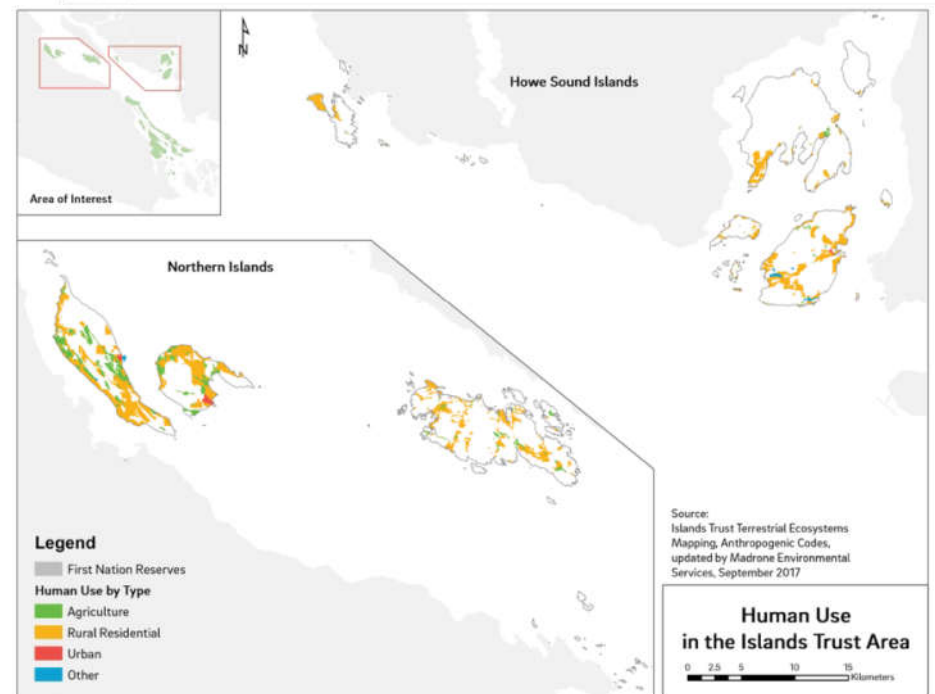 N
Howe Sound Islands
Area of Interest
Northern Islands
Legend
First Nation Reserves
Human Use by Type
Agriculture
Rural Residential
Urban
Other
Source:
Islands Trust Terrestrial Ecosystems
Mapping, Anthropogenic Codes,
updated by Madrone Environmental
Services, September 2017
Human Use
in the Islands Trust Area
0 2.5 5 10 15
Kilometers